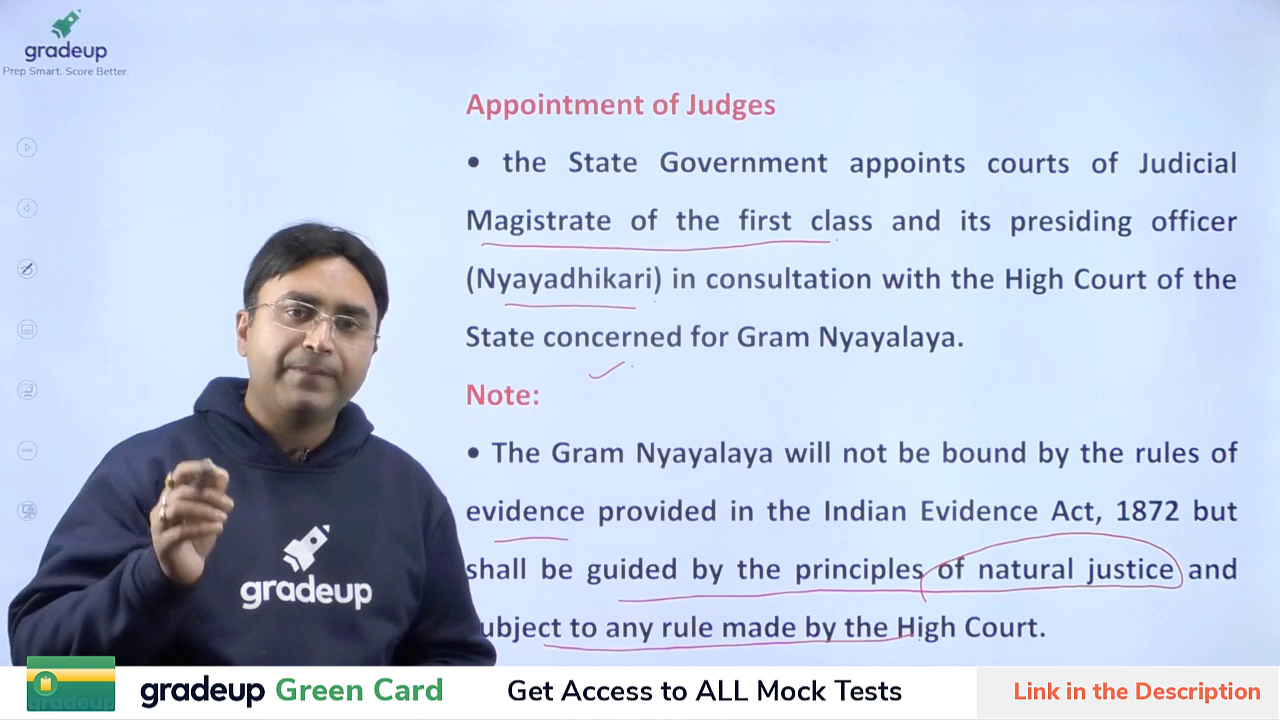 gradeup
Prep Smart. Score Better.
Appointment of Judges
• the State Government appoints courts of Judicial
Magistrate of the first class and its presiding officer
(Nyayadhikari) in consultation with the High Court of the
State concerned for Gram Nyayalaya.
Note:
• The Gram Nyayalaya will not be bound by the rules of
evidence provided in the Indian Evidence Act, 1872 but
shall be guided by the principles of natural justice and
subject to any rule made by the High Court.
gradeup
gradeup
gradeup Green Card
Get Access to ALL Mock Tests
Link in the Description